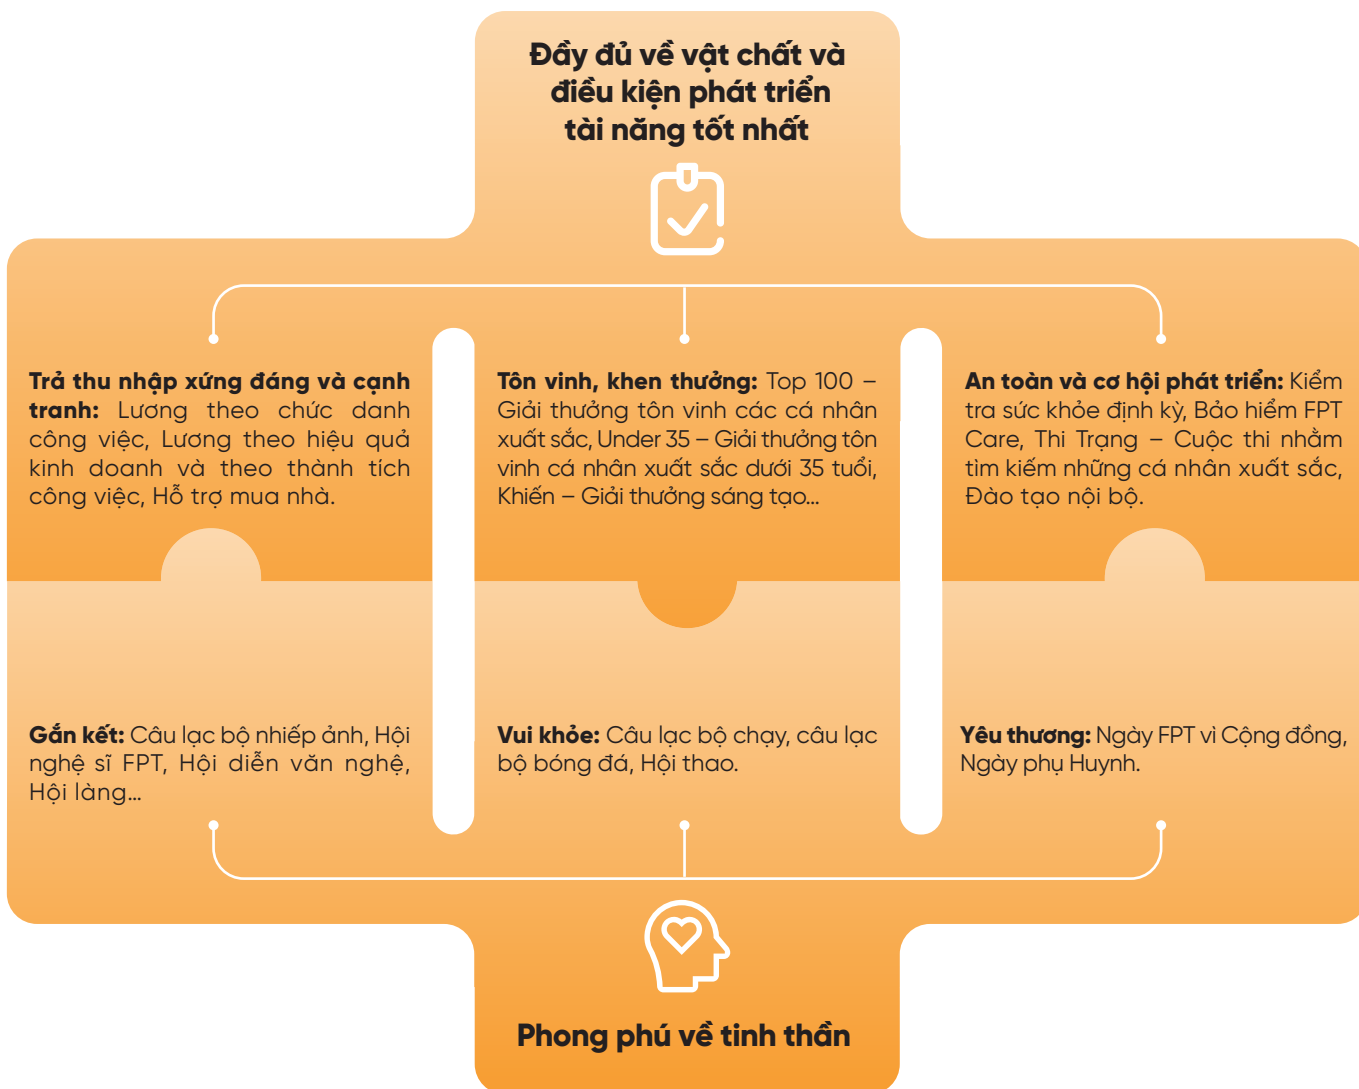 Đầy đủ về vật chất và
điều kiện phát triển
tài năng tốt nhất
Trả thu nhập xứng đáng và cạnh
tranh: Lương theo chức danh
công việc, Lương theo hiệu quả
kinh doanh và theo thành tích
công việc, Hỗ trợ mua nhà.
Tôn vinh, khen thưởng: Top 100 –
Giải thưởng tôn vinh các cá nhân
xuất sắc, Under 35 – Giải thưởng tôn
vinh cá nhân xuất sắc dưới 35 tuổi,
Khiến – Giải thưởng sáng tạo...
An toàn và cơ hội phát triển: Kiểm
tra sức khỏe định kỳ, Bảo hiểm FPT
Care, Thi Trạng – Cuộc thi nhằm
tìm kiếm những cá nhân xuất sắc,
Đào tạo nội bộ.
Gắn kết: Câu lạc bộ nhiếp ảnh, Hội
nghệ sĩ FPT, Hội diễn văn nghệ,
Hội làng...
Vui khỏe: Câu lạc bộ chạy, câu lạc
bộ bóng đá, Hội thao.
Yêu thương: Ngày FPT vì Cộng đồng,
Ngày phụ Huynh.
Phong phú về tinh thần